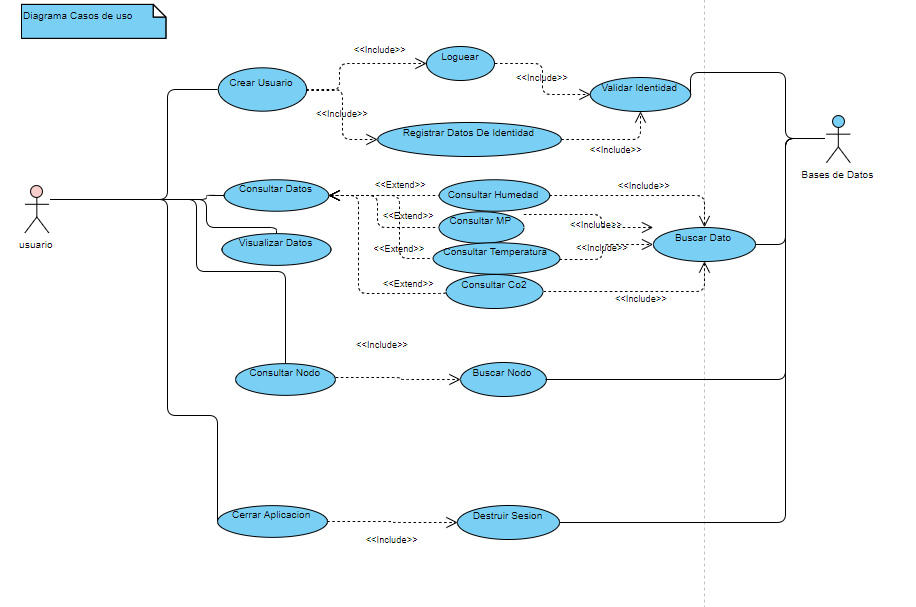 Diagrama Casos de uso
<<Include>>
Loguear
<<Include>>
Crear Usuario
Validar Identidad
<<Include>>
Registrar Datos De Identidad
<<Include>>
Bases de Datos
Consultar Datos
<<Extend>>
Consultar Humedad
<<Include>>
<<Extend>>
Consultar MP
<<Include>>
usuario
Visualizar Datos
<<Extend>>
Consultar Temperatura
<<Include>>
Buscar Dato
<<Extend>>
Consultar Co2
<<Include>>
<<Include>>
Consultar Nodo
Buscar Nodo
Cerrar Aplicacion
Destruir Sesion
<<Include>>